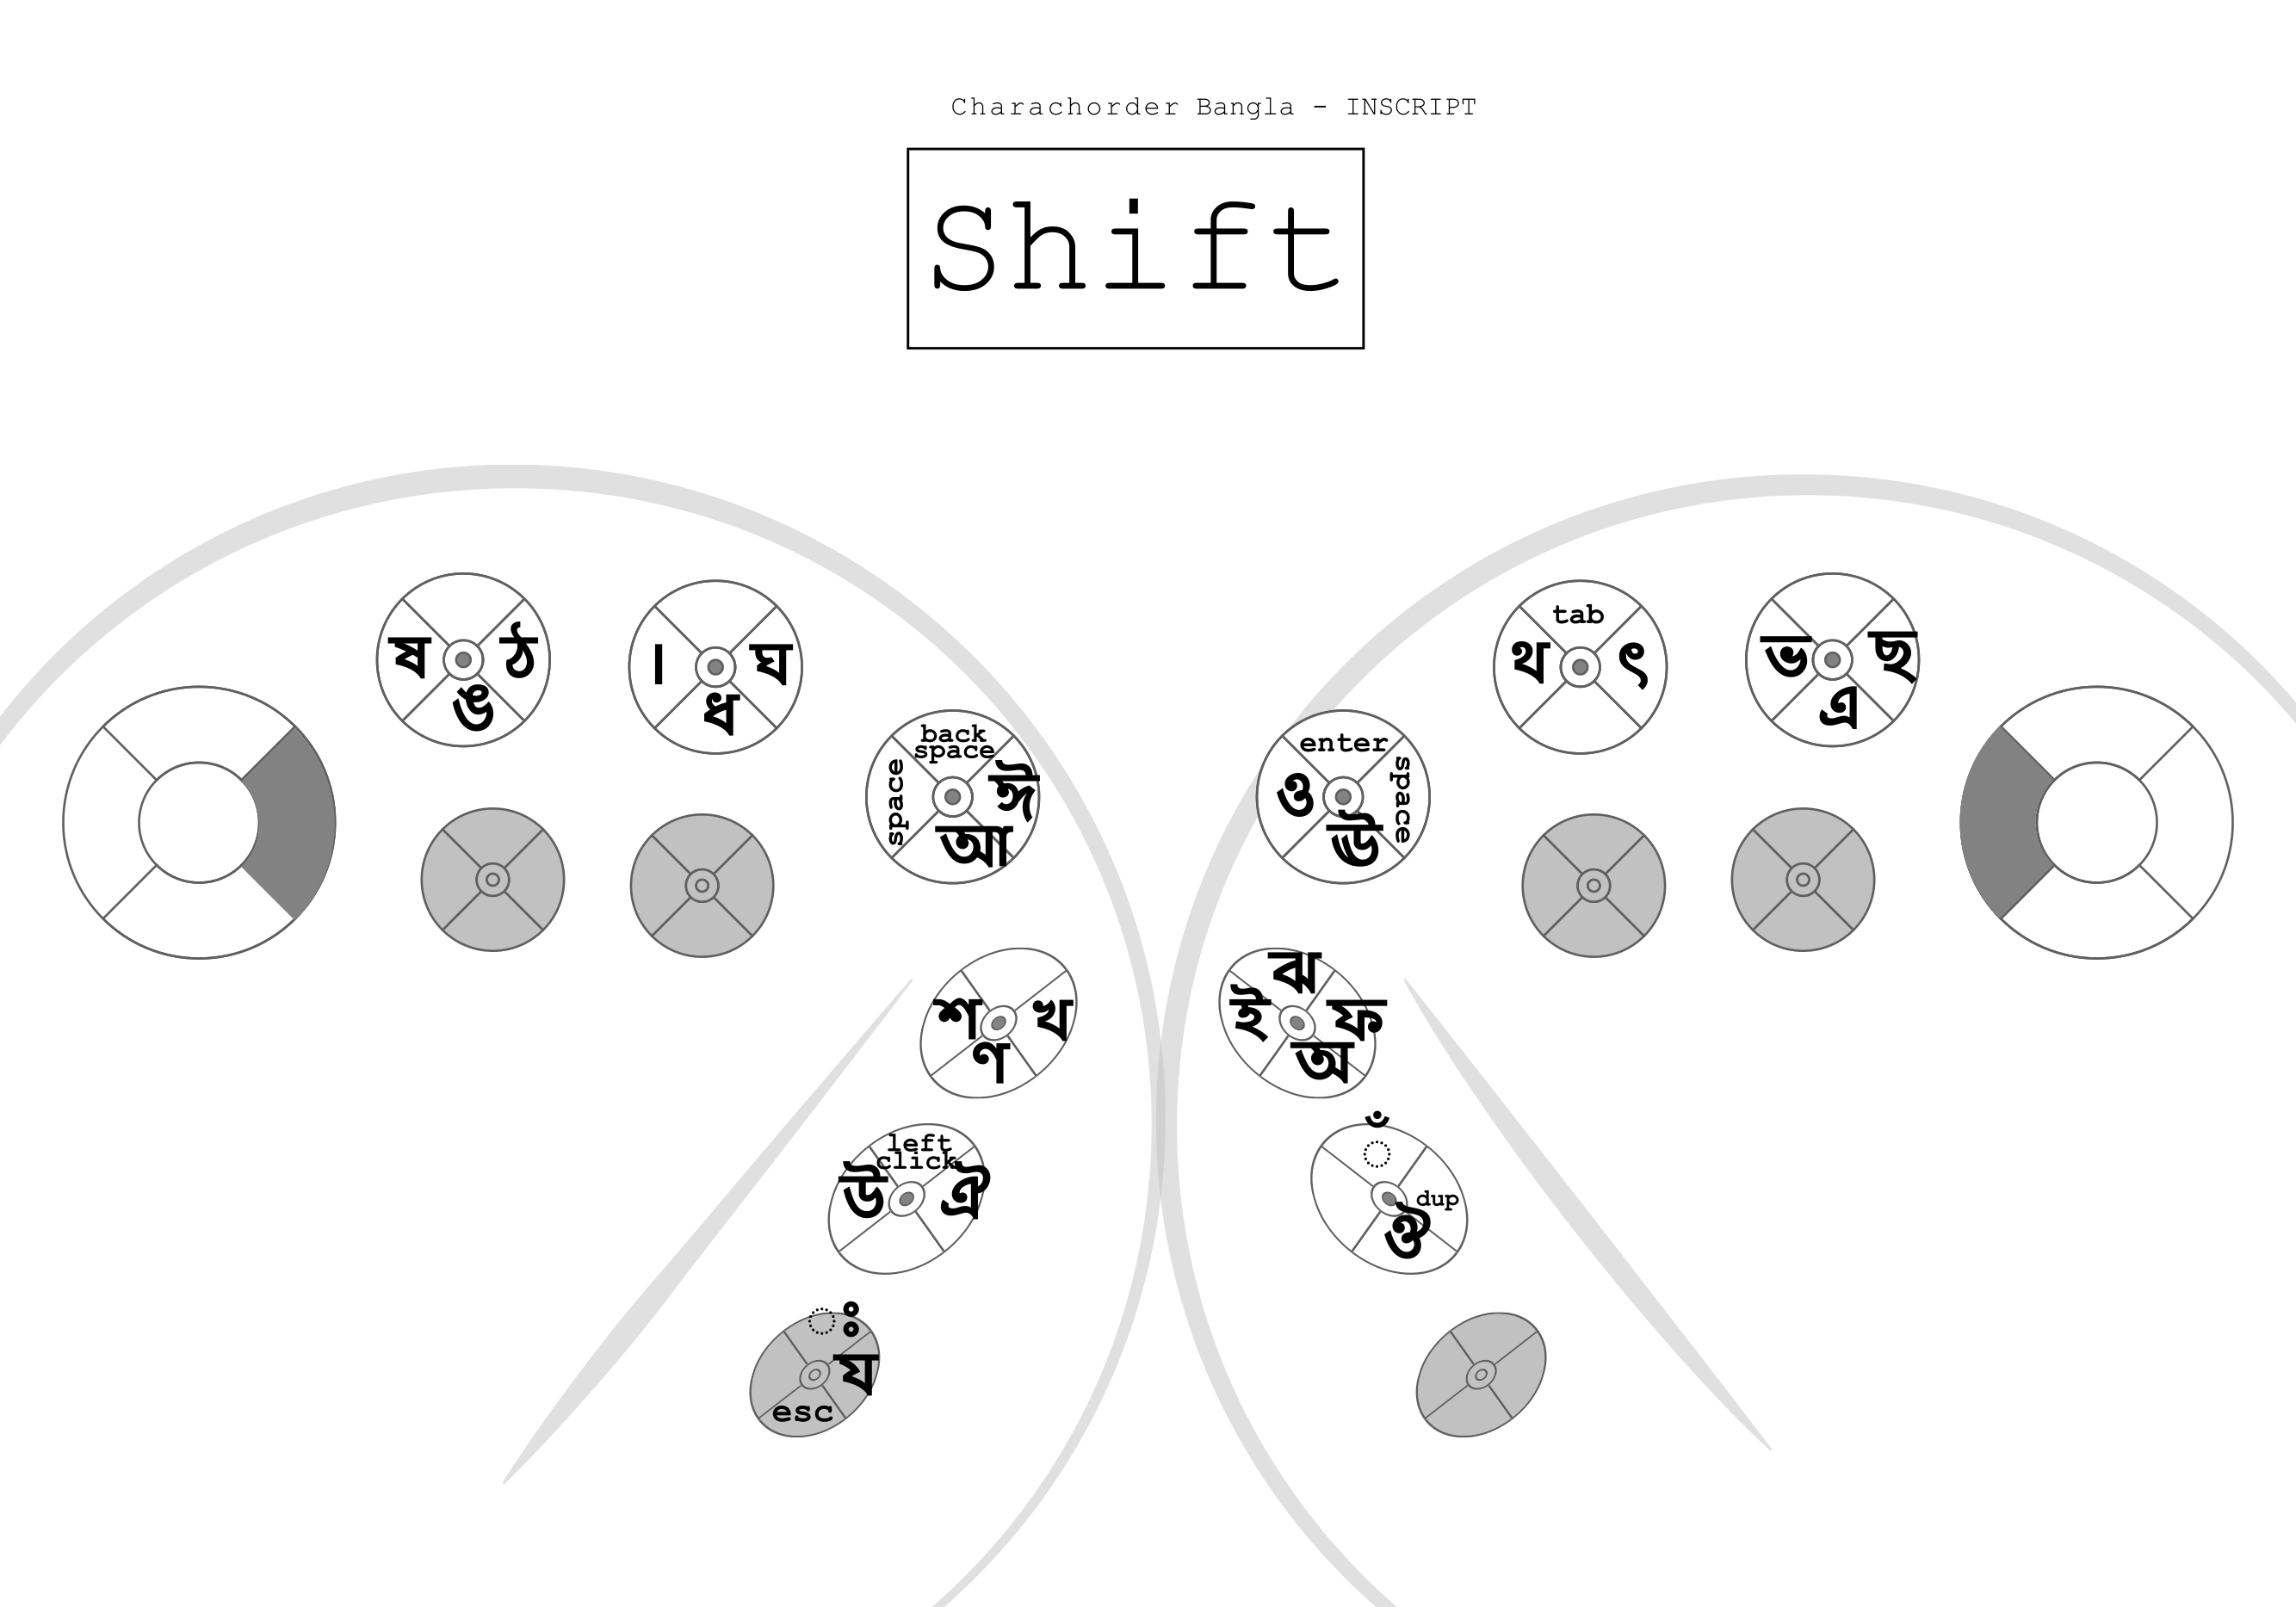 Charachorder Bangla - INSCRIPT
Shift
ষ ঠ
ঙ
। ঘ
ধ
back
space
space ঈ
আ
enter
ও space
ঊ
tab
থ ৎ
ভ ছ
এ
শ খ
ণ
ঝ
ই ফ
অ
left
click
উ ঐ
◌ঁ
dup
ঔ
◌ঃ
য
esc